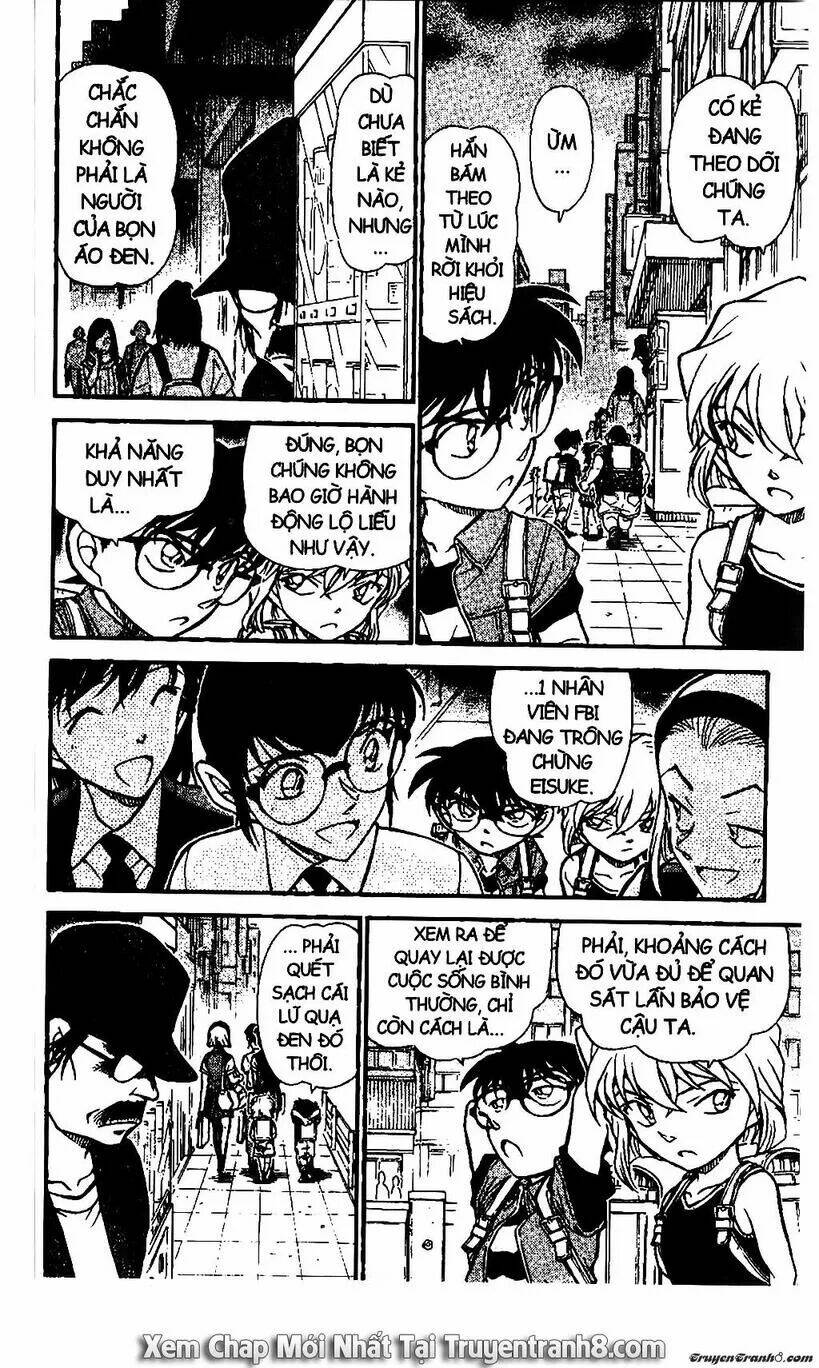 CÓ KẺ
ĐANG
THEO DÕI
CHÚNG
TA.
ỪM
...
HẮN
BÁM
THEO
TỪ LÚC
MÌNH
RỜI KHỎI
HIỆU
SÁCH.
DÙ
CHƯA
BIẾT
LÀ KẺ
NÀO,
NHƯNG
...
CHẮC
CHẮN
KHÔNG
PHẢI LÀ
NGƯỜI
CỦA BỌN
ÁO ĐEN.
ĐÚNG, BỌN
CHÚNG KHÔNG
BAO GIỜ HÀNH
ĐỘNG LỘ LIỄU
NHƯ VẬY.
KHẢ NĂNG
DUY NHẤT
LÀ...
...1 NHÂN
VIÊN FBI
ĐANG TRÔNG
CHỪNG
EISUKE.
PHẢI, KHOẢNG CÁCH
ĐÓ VỪA ĐỦ ĐỂ QUAN
SÁT LẪN BẢO VỆ
CẬU TA.
XEM RA ĐỂ
QUAY LẠI ĐƯỢC
CUỘC SỐNG BÌNH
THƯỜNG, CHỈ
CÒN CÁCH LÀ...
... PHẢI
QUÉT
SẠCH CÁI
LŨ QUẠ
ĐEN ĐÓ
THÔI.
Xem Chap Mới Nhất Tại Truyentranh8.com
TruyenTranh8.com